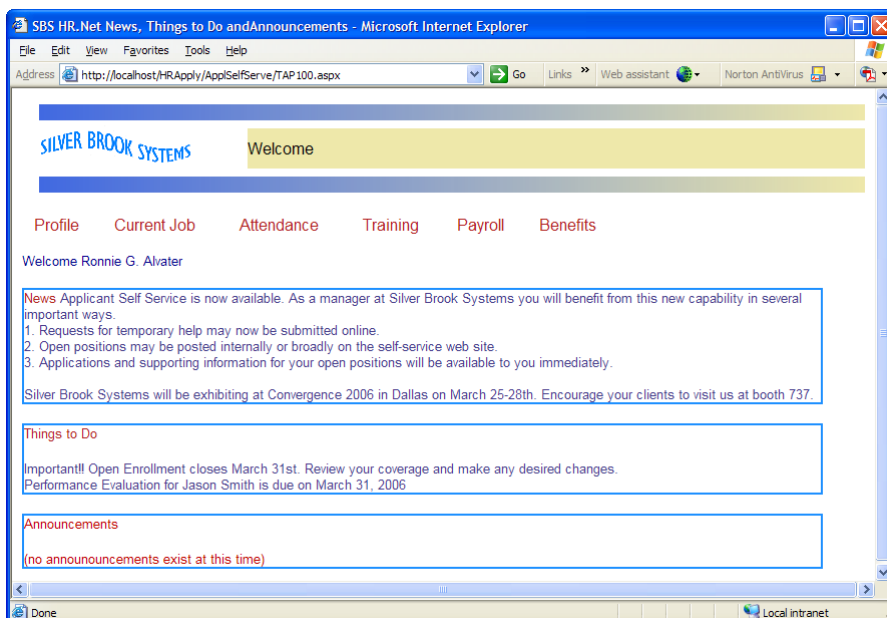 SBS HR.Net News, Things to Do andAnnouncements - Microsoft Internet Explorer
File Edit View Favorites Tools Help
Address http://localhost/HRApply/ApplSelfServe/TAP100.aspx Go Links » Web assistant Norton AntiVirus
SILVER BROOK SYSTEMS
Welcome
Profile Current Job Attendance Training Payroll Benefits
Welcome Ronnie G. Alvater
News Applicant Self Service is now available. As a manager at Silver Brook Systems you will benefit from this new capability in several
important ways.
1. Requests for temporary help may now be submitted online.
2. Open positions may be posted internally or broadly on the self-service web site.
3. Applications and supporting information for your open positions will be available to you immediately.
Silver Brook Systems will be exhibiting at Convergence 2006 in Dallas on March 25-28th. Encourage your clients to visit us at booth 737.
Things to Do
Important!! Open Enrollment closes March 31st. Review your coverage and make any desired changes.
Performance Evaluation for Jason Smith is due on March 31, 2006
Announcements
(no announouncements exist at this time)
Done Local intranet